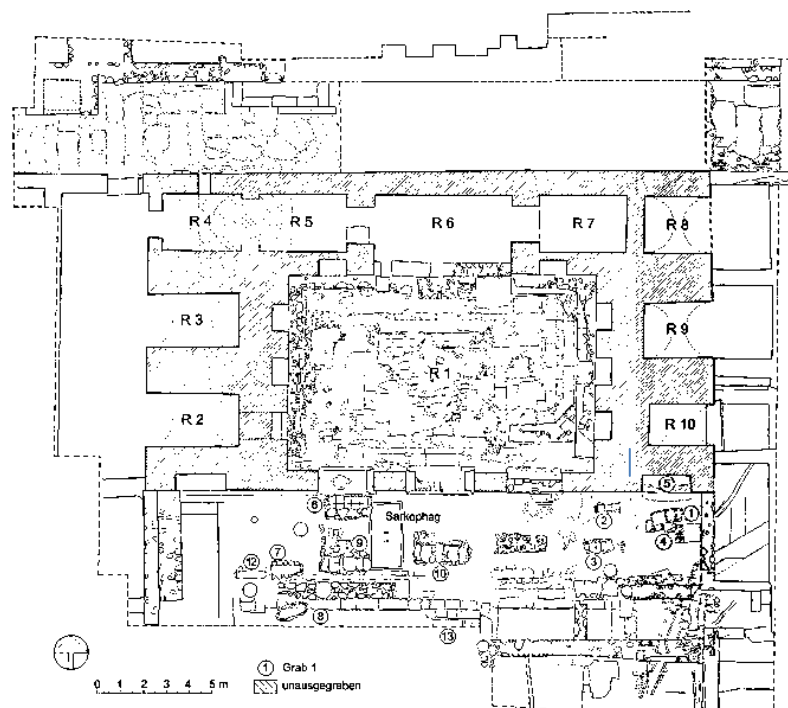 R 4
R 5
R 6
R 7
R 8
R 3
R 1
R 9
R 2
R 10
5
6
Sarkophag
2
1
9
4
7
3
12
10
8
13
1 Grab 1
unausgegraben
0 1 2 3 4 5 m